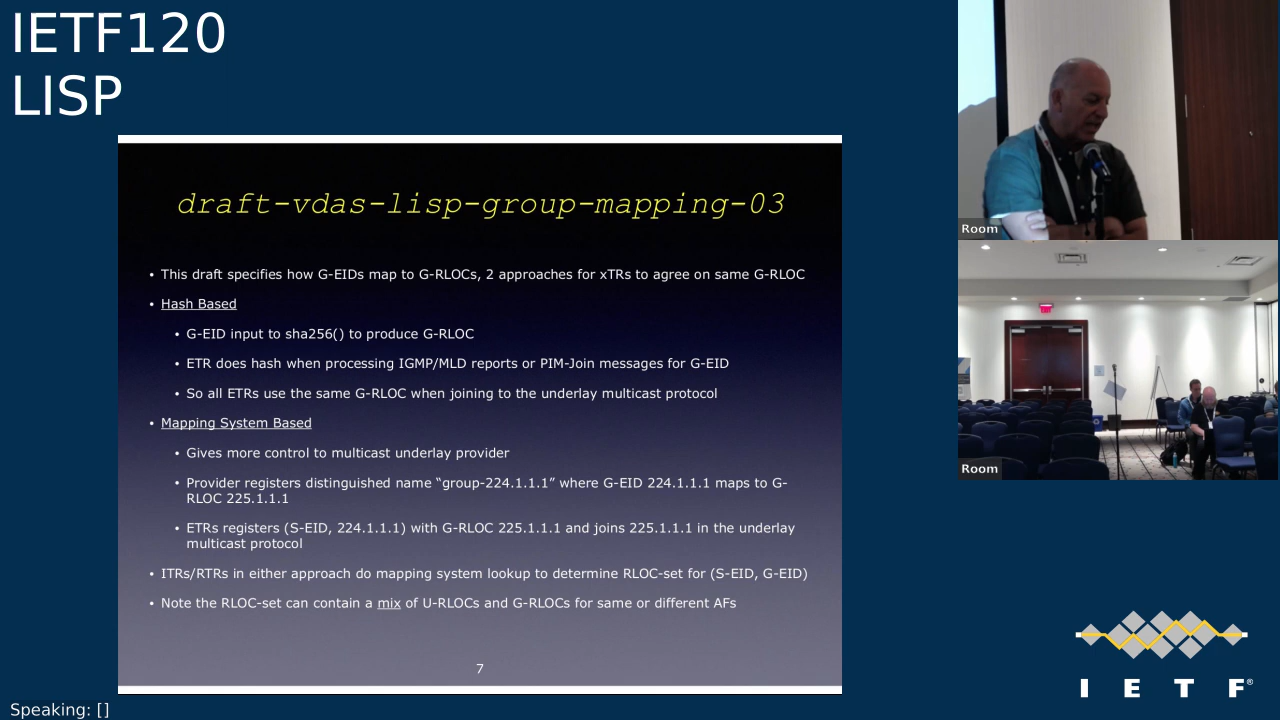 IETF120
LISP
draft-vdas-lisp-group-mapping-03
• This draft specifies how G-EIDs map to G-RLOCs, 2 approaches for xTRs to agree on same G-RLOC
• Hash Based
• G-EID input to sha256() to produce G-RLOC
• ETR does hash when processing IGMP/MLD reports or PIM-Join messages for G-EID
• So all ETRs use the same G-RLOC when joining to the underlay multicast protocol
• Mapping System Based
• Gives more control to multicast underlay provider
• Provider registers distinguished name “group-224.1.1.1” where G-EID 224.1.1.1 maps to G-
RLOC 225.1.1.1
• ETRs registers (S-EID, 224.1.1.1) with G-RLOC 225.1.1.1 and joins 225.1.1.1 in the underlay
multicast protocol
• ITRs/RTRs in either approach do mapping system lookup to determine RLOC-set for (S-EID, G-EID)
• Note the RLOC-set can contain a mix of U-RLOCs and G-RLOCs for same or different AFs
7
Room
Room
I E T F®
Speaking: []